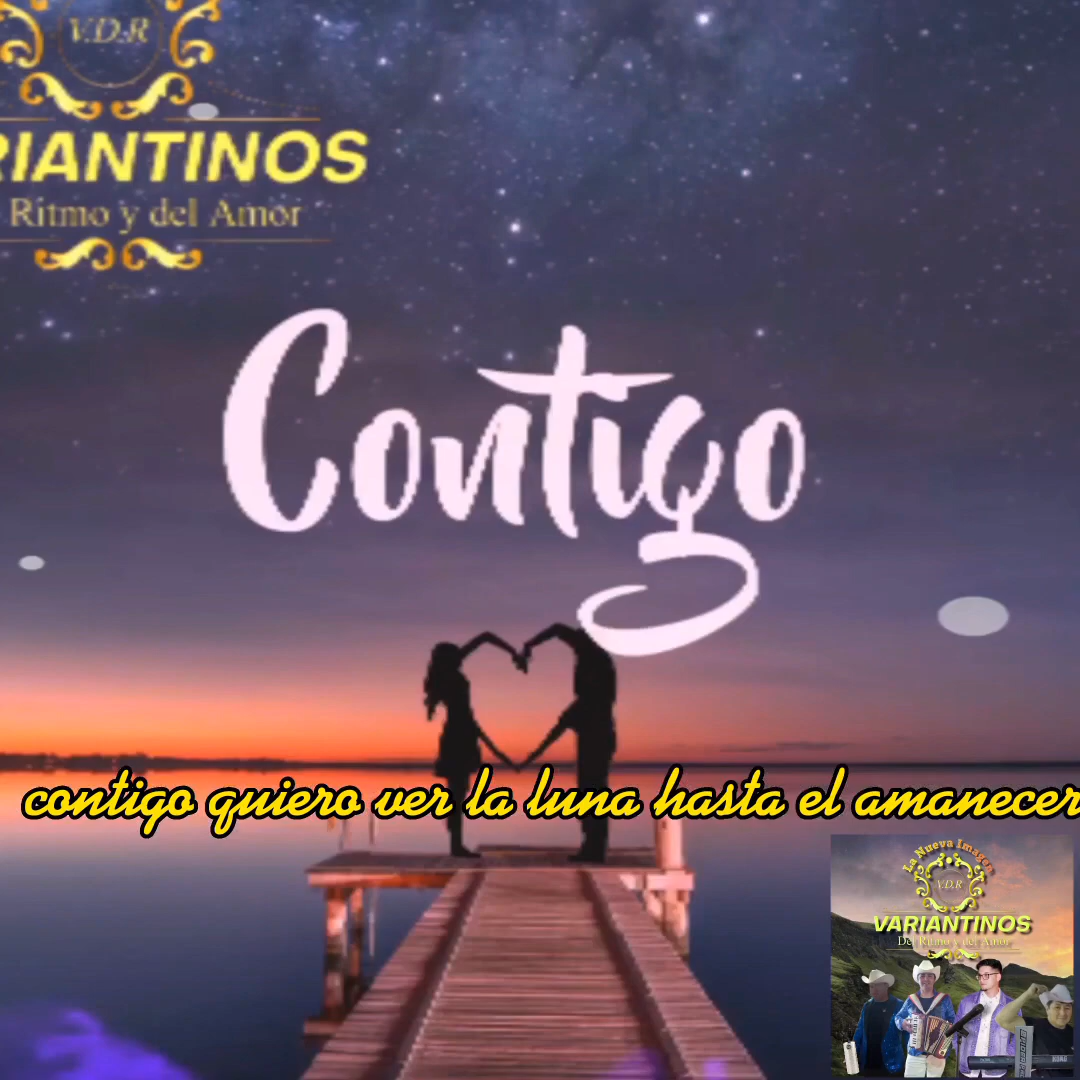 V.D.R
RIANTINOS
Ritmo y del Amor
Contigo
contigo quiero ver la luna hasta el amanecer
La Nueva Imagen
V.D.R
VARIANTINOS
Del Ritmo y del Amor
KORG